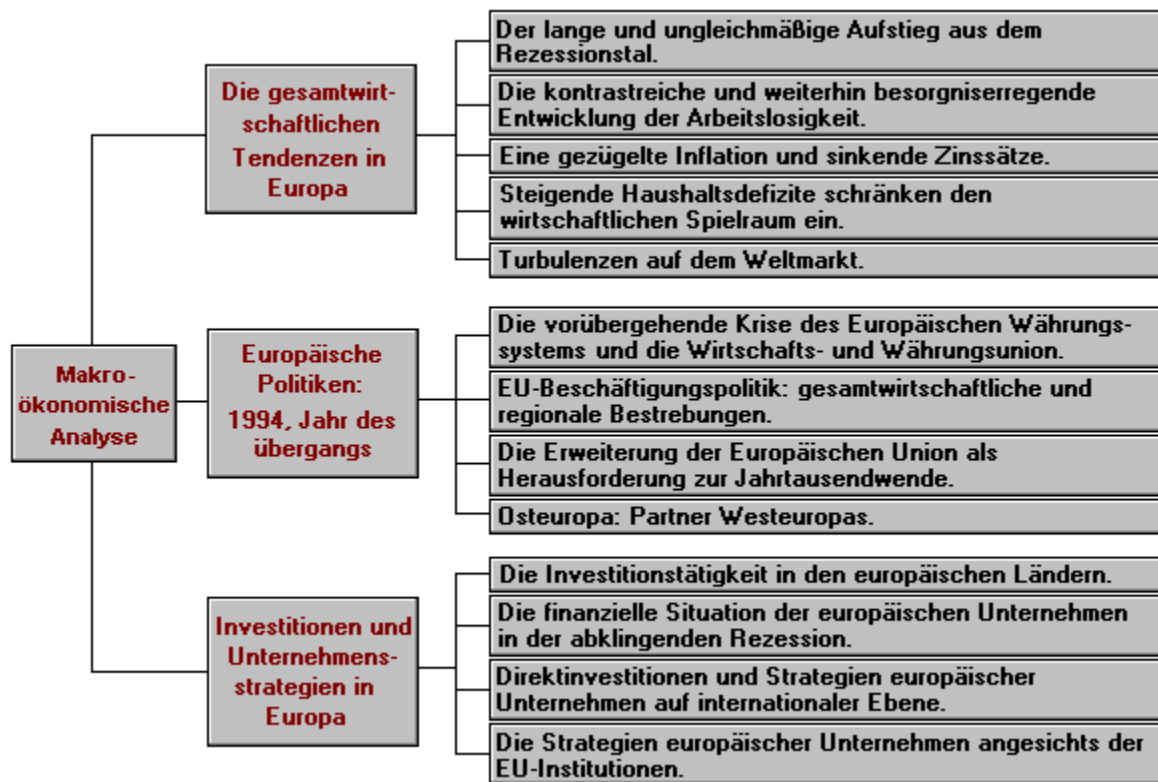 Makro-
ökonomische
Analyse
Die gesamtwirt-
schaftlichen
Tendenzen in
Europa
Der lange und ungleichmäßige Aufstieg aus dem
Rezessionstal.
Die kontrastreiche und weiterhin besorgniserregende
Entwicklung der Arbeitslosigkeit.
Eine gezügelte Inflation und sinkende Zinssätze.
Steigende Haushaltsdefizite schränken den
wirtschaftlichen Spielraum ein.
Turbulenzen auf dem Weltmarkt.
Europäische
Politiken:
1994, Jahr des
übergangs
Die vorübergehende Krise des Europäischen Währungs-
systems und die Wirtschafts- und Währungsunion.
EU-Beschäftigungspolitik: gesamtwirtschaftliche und
regionale Bestrebungen.
Die Erweiterung der Europäischen Union als
Herausforderung zur Jahrtausendwende.
Osteuropa: Partner Westeuropas.
Investitionen und
Unternehmens-
strategien in
Europa
Die Investitionstätigkeit in den europäischen Ländern.
Die finanzielle Situation der europäischen Unternehmen
in der abklingenden Rezession.
Direktinvestitionen und Strategien europäischer
Unternehmen auf internationaler Ebene.
Die Strategien europäischer Unternehmen angesichts der
EU-Institutionen.